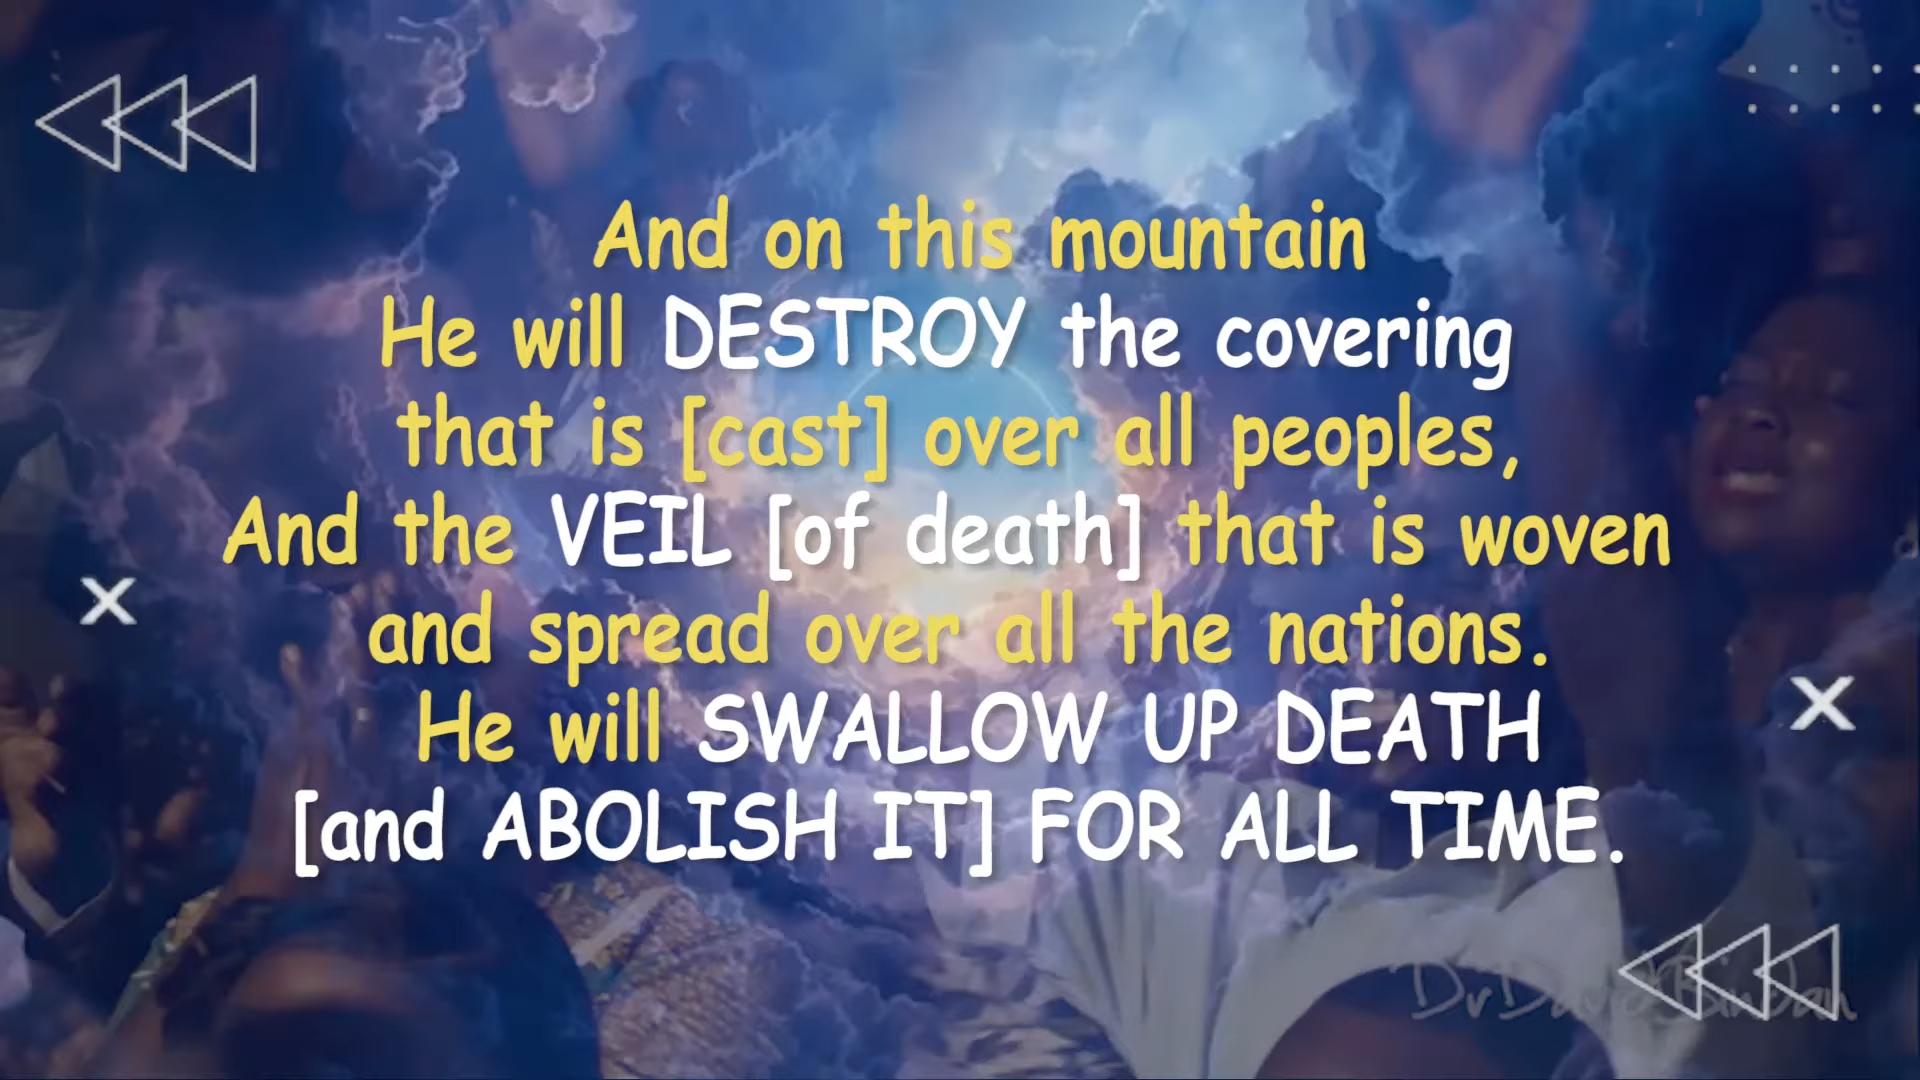 And on this mountain
He will DESTROY the covering
that is [cast] over all peoples,
And the VEIL [of death] that is woven
and spread over all the nations.
He will SWALLOW UP DEATH
[and ABOLISH IT] FOR ALL TIME.